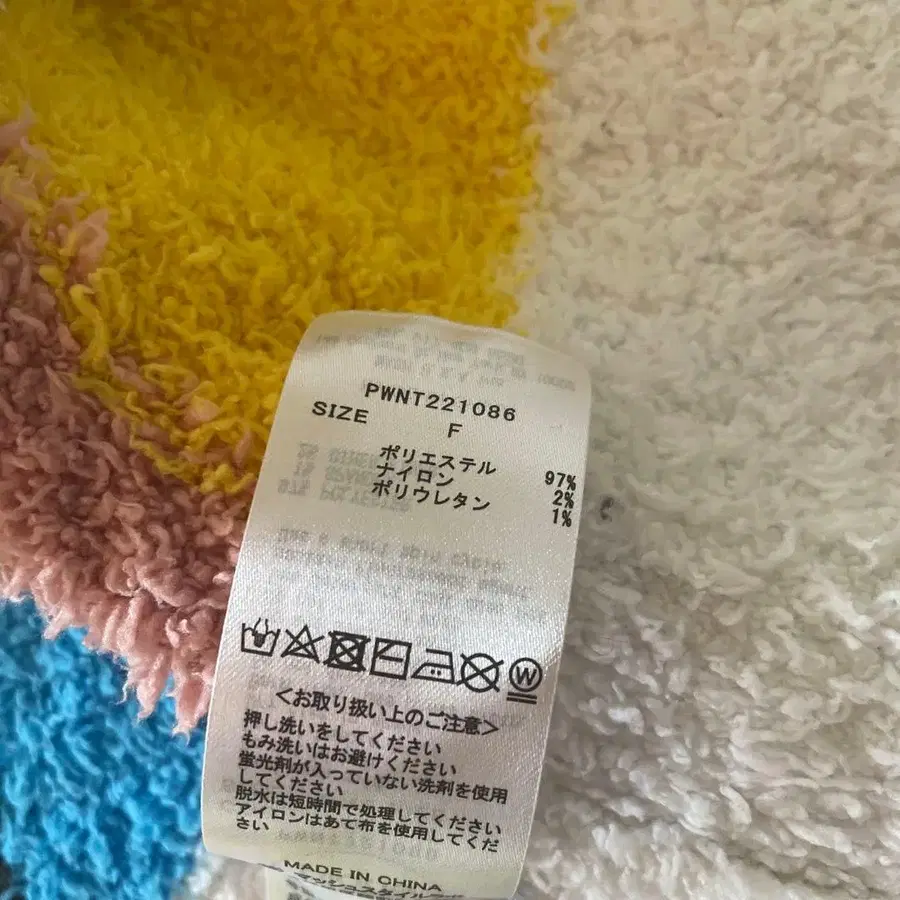 PWNT221086
SIZE F
ポリエステル 97%
ナイロン 2%
ポリウレタン 1%
W
<お取り扱い上のご注意>
押し洗いをしてください
もみ洗いはお避けください
蛍光剤が入っていない洗剤を使用
してください
脱水は短時間で処理してください
アイロンはあて布を使用してくだ
さい
MADE IN CHINA